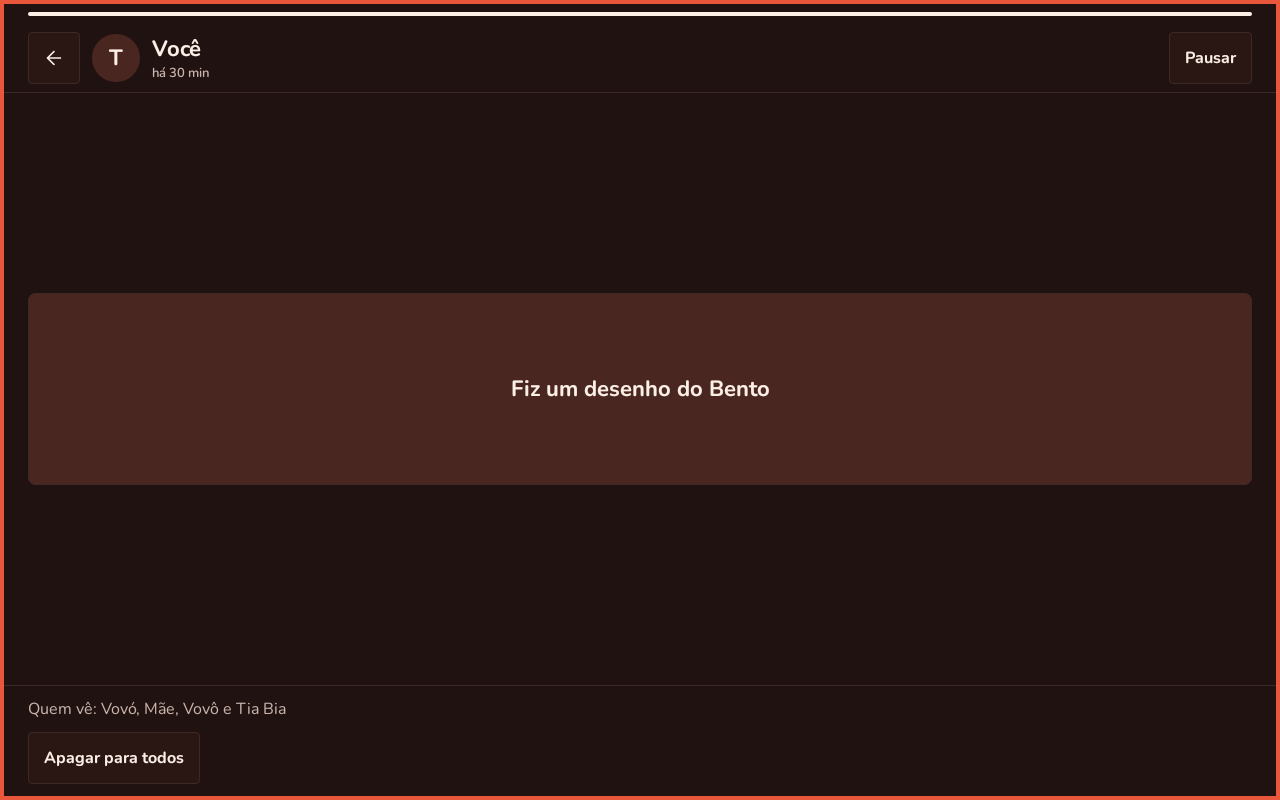 T
Você
há 30 min
Pausar
Fiz um desenho do Bento
Quem vê: Vovó, Mãe, Vovô e Tia Bia
Apagar para todos